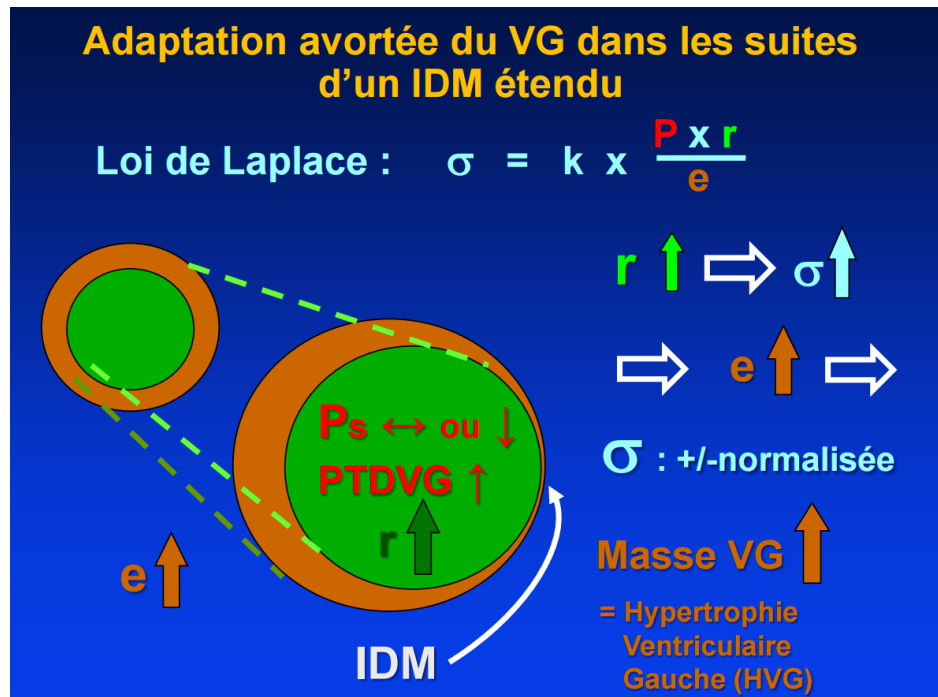 Adaptation avortée du VG dans les suites
d'un IDM étendu
Loi de Laplace : σ = k x P x r
e
r ⇒ σ
⇒ e ⇒
Ps ↔ ou ↓
PTDVG ↑
r
σ : +/-normalisée
e
Masse VG
= Hypertrophie
Ventriculaire
Gauche (HVG)
IDM